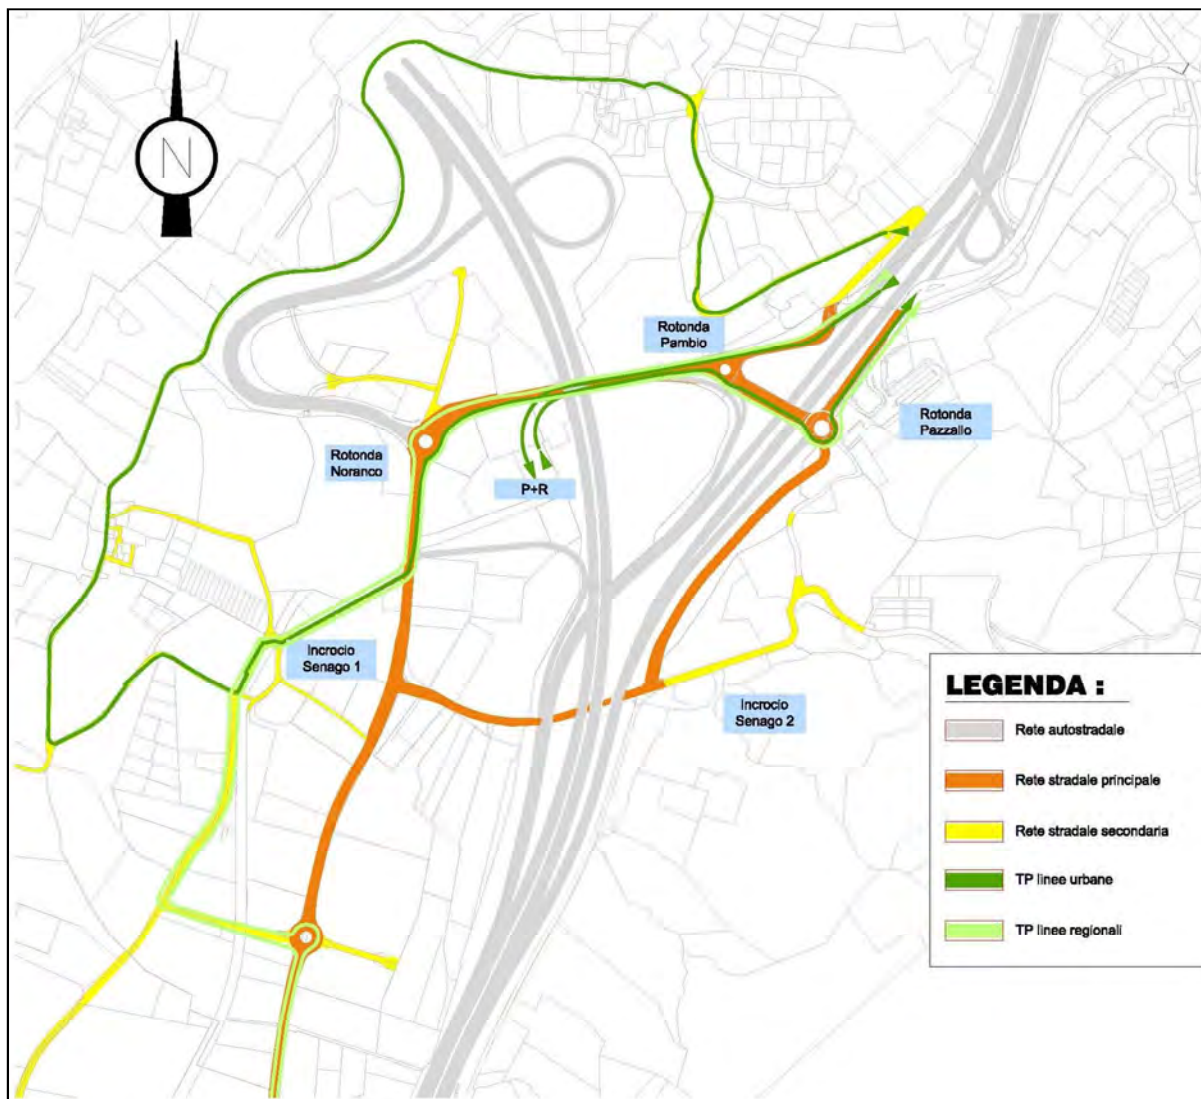 N
Rotonda
Pambio
Rotonda
Pazzallo
Rotonda
Noranco
P+R
Incrocio
Senago 1
Incrocio
Senago 2
LEGENDA :
Rete autostradale
Rete stradale principale
Rete stradale secondaria
TP linee urbane
TP linee regionali